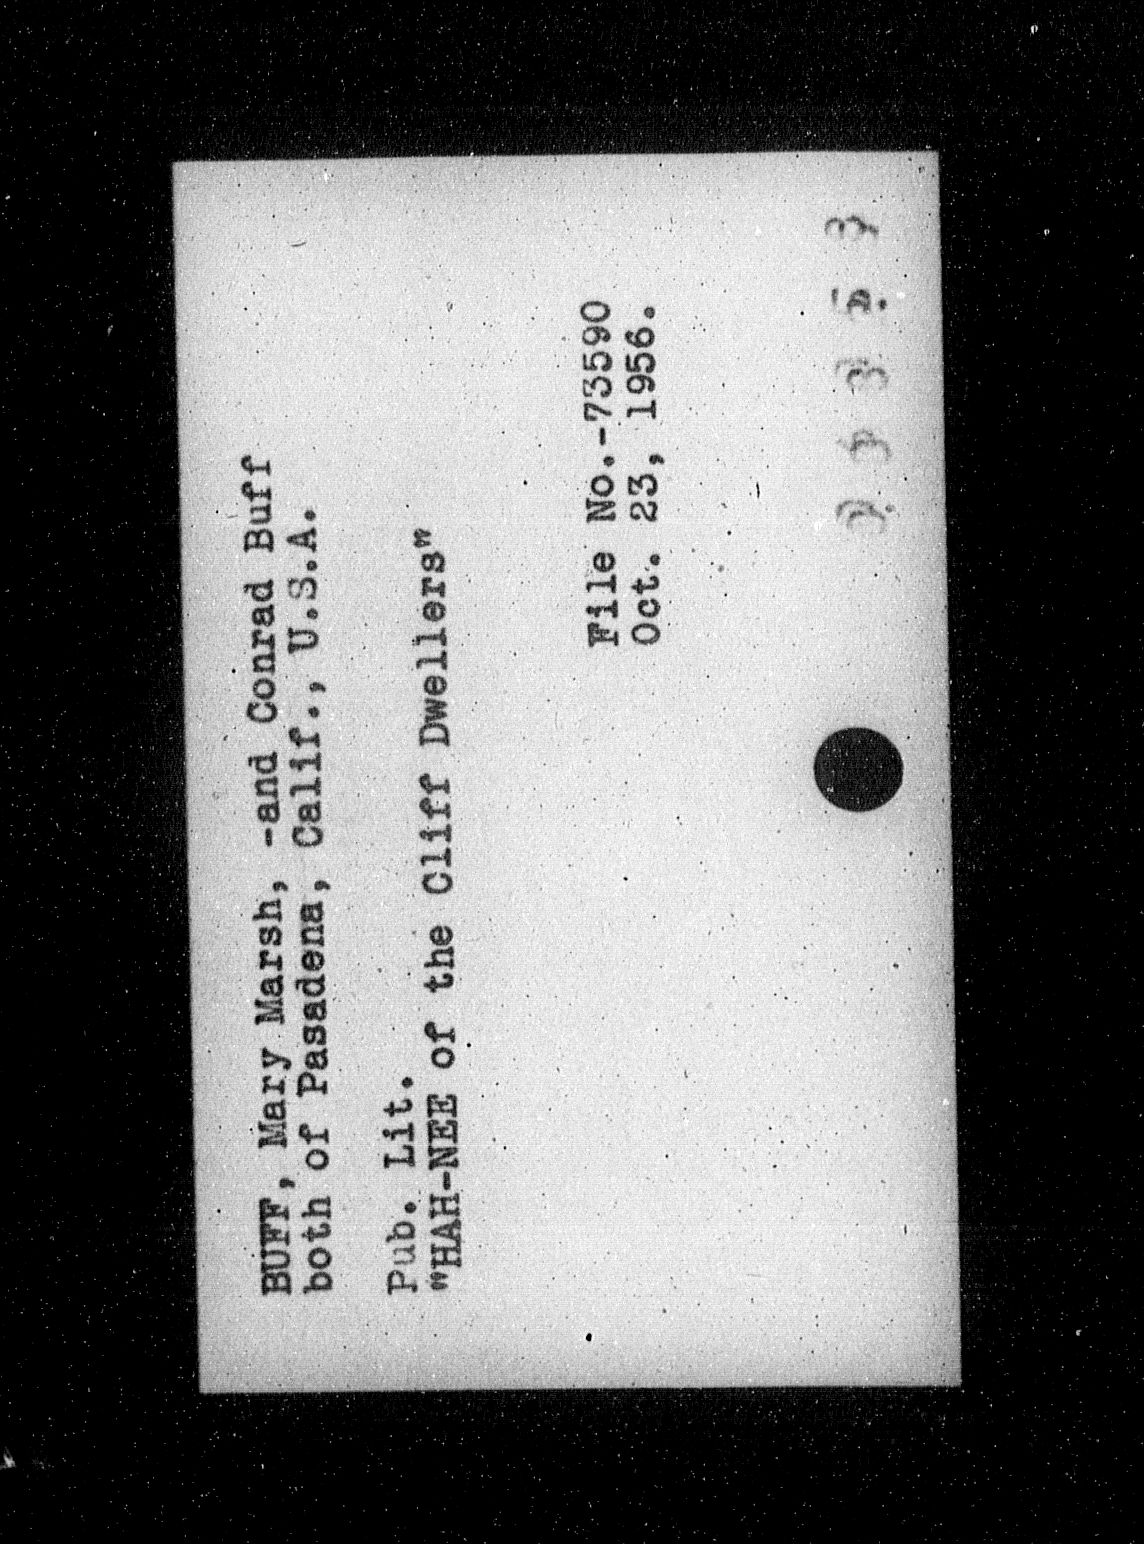 BUFF, Mary Marsh, -and Conrad Buff
both of Pasadena, Calif., U.S.A.
Pub. Lit.
"HAH-NEE of the Cliff Dwellers"
File No.-73590
Oct. 23, 1956.